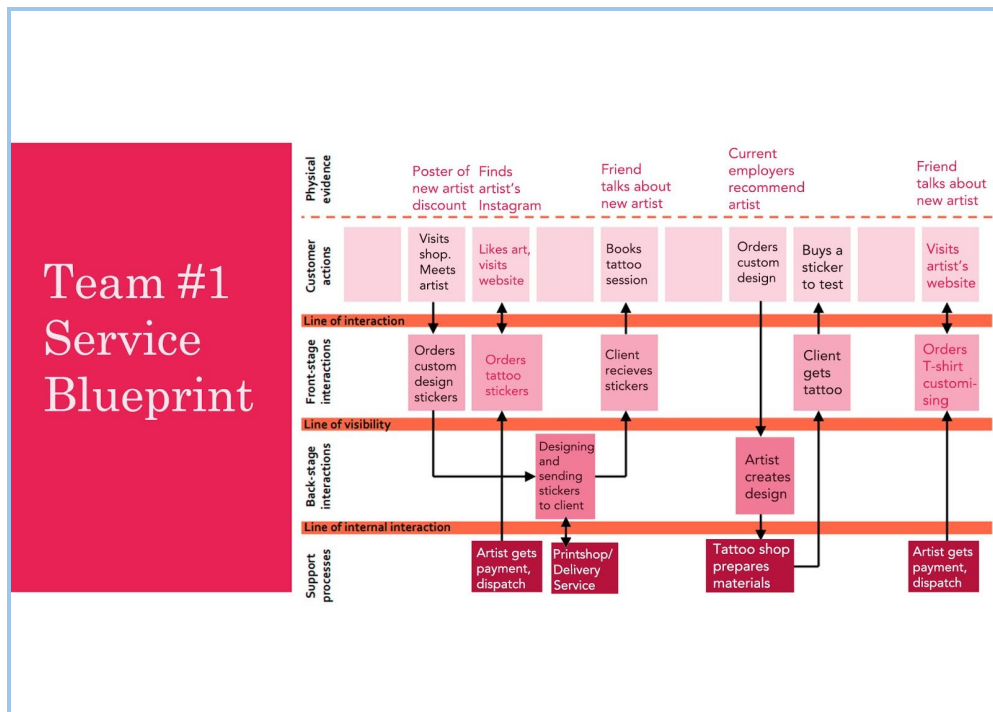 Team #1
Service
Blueprint
Physical
evidence
Poster of
new artist
discount
Finds
artist's
Instagram
Friend
talks about
new artist
Current
employers
recommend
artist
Friend
talks about
new artist
Customer
actions
Visits
shop.
Meets
artist
Likes art,
visits
website
Books
tattoo
session
Orders
custom
design
Buys a
sticker
to test
Visits
artist's
website
Line of interaction
Front-stage
interactions
Orders
custom
design
stickers
Orders
tattoo
stickers
Client
recieves
stickers
Client
gets
tattoo
Orders
T-shirt
customi-
sing
Line of visibility
Back-stage
interactions
Designing
and
sending
stickers
to client
Artist
creates
design
Line of internal interaction
Support
processes
Artist gets
payment,
dispatch
Printshop/
Delivery
Service
Tattoo shop
prepares
materials
Artist gets
payment,
dispatch